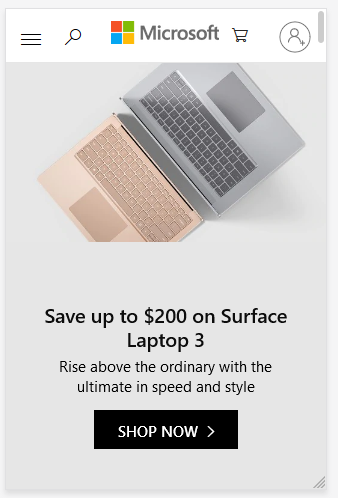 Microsoft
Save up to $200 on Surface
Laptop 3
Rise above the ordinary with the
ultimate in speed and style
SHOP NOW